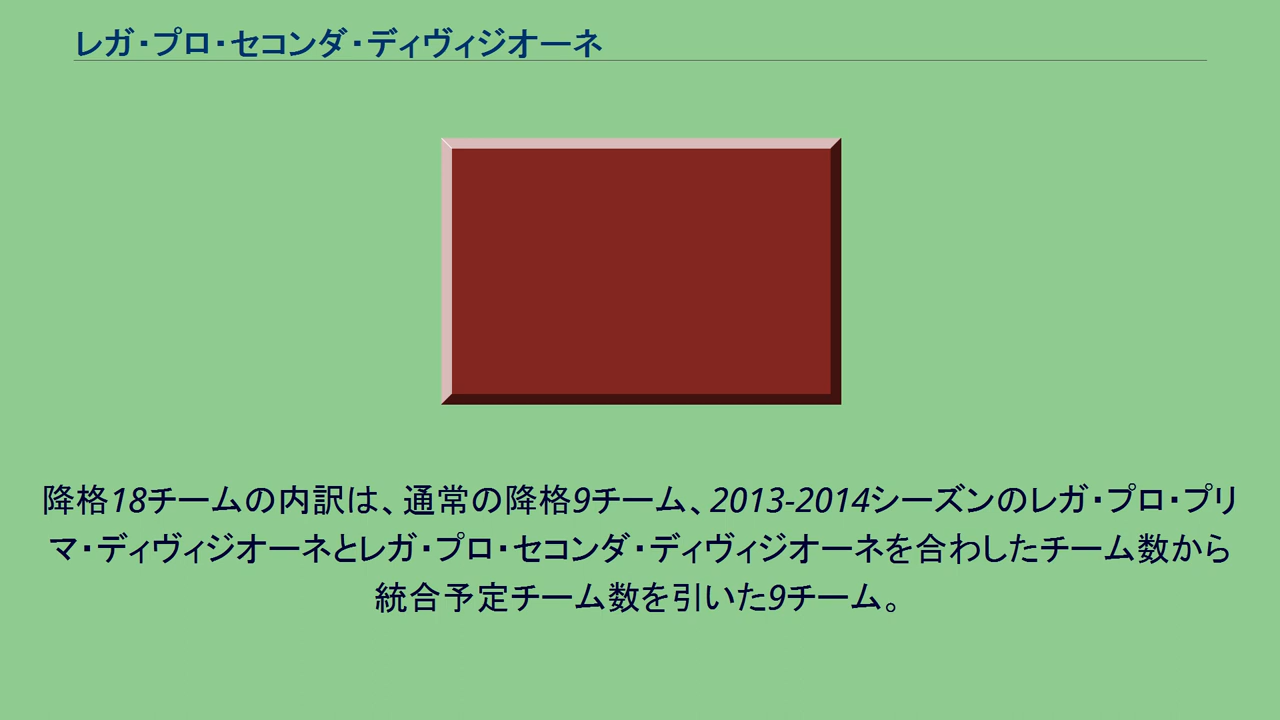 レガ・プロ・セコンダ・ディヴィジオーネ
降格18チームの内訳は、通常の降格9チーム、2013-2014シーズンのレガ・プロ・プリ
マ・ディヴィジオーネとレガ・プロ・セコンダ・ディヴィジオーネを合わしたチーム数から
統合予定チーム数を引いた9チーム。